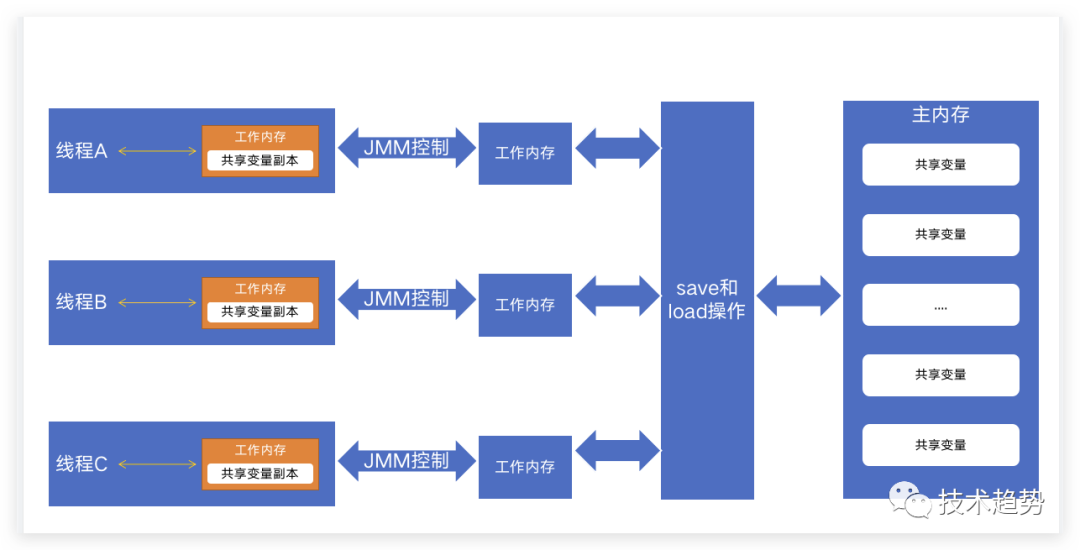 主内存
线程A
工作内存
共享变量副本
JMM控制
工作内存
共享变量
共享变量
线程B
工作内存
共享变量副本
JMM控制
工作内存
save和
load操作
....
共享变量
线程C
工作内存
共享变量副本
JMM控制
工作内存
共享变量
技术趋势